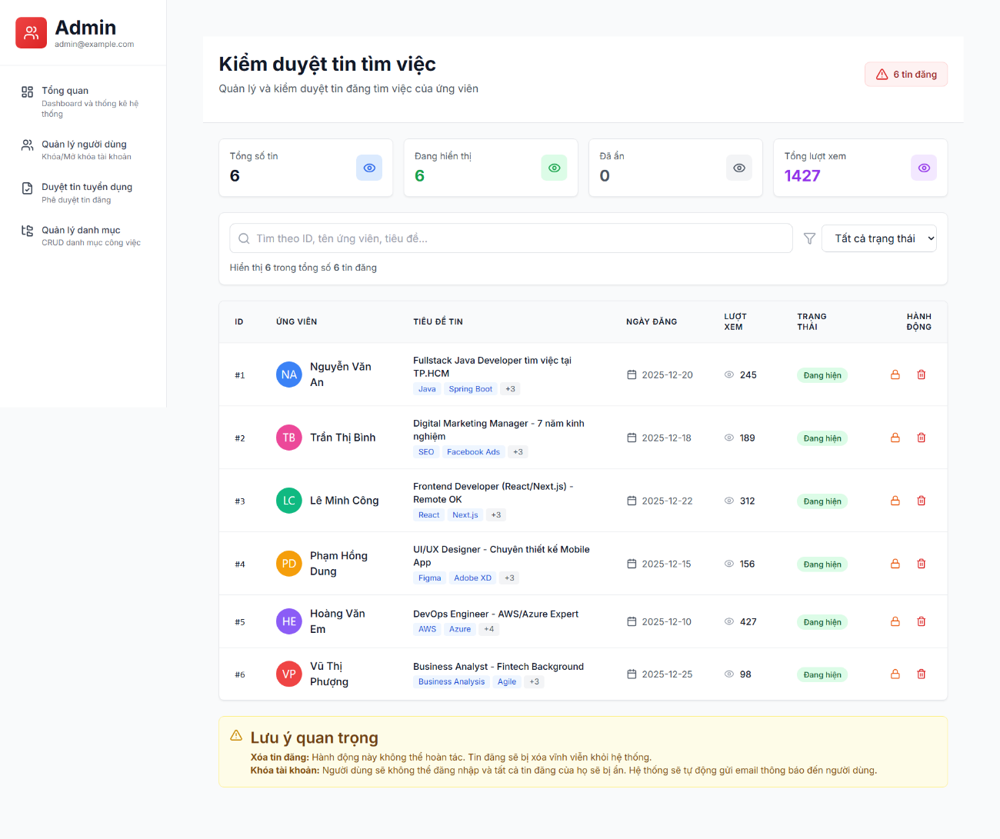 Admin
admin@example.com
Tổng quan
Dashboard và thống kê hệ
thống
Quản lý người dùng
Khóa/Mở khóa tài khoản
Duyệt tin tuyển dụng
Phê duyệt tin đăng
Quản lý danh mục
CRUD danh mục công việc
Kiểm duyệt tin tìm việc
Quản lý và kiểm duyệt tin đăng tìm việc của ứng viên
6 tin đăng
Tổng số tin
6
Đang hiển thị
6
Đã ẩn
0
Tổng lượt xem
1427
Tìm theo ID, tên ứng viên, tiêu đề...
Tất cả trạng thái
Hiển thị 6 trong tổng số 6 tin đăng
ID ỨNG VIÊN TIÊU ĐỀ TIN NGÀY ĐĂNG LƯỢT XEM TRẠNG THÁI HÀNH ĐỘNG
#1 NA Nguyễn Văn An
Fullstack Java Developer tìm việc tại
TP.HCM
Java Spring Boot +3
2025-12-20 245 Đang hiện
#2 TB Trần Thị Bình
Digital Marketing Manager - 7 năm kinh
nghiệm
SEO Facebook Ads +3
2025-12-18 189 Đang hiện
#3 LC Lê Minh Công
Frontend Developer (React/Next.js) -
Remote OK
React Next.js +3
2025-12-22 312 Đang hiện
#4 PD Phạm Hồng Dung
UI/UX Designer - Chuyên thiết kế Mobile
App
Figma Adobe XD +3
2025-12-15 156 Đang hiện
#5 HE Hoàng Văn Em
DevOps Engineer - AWS/Azure Expert
AWS Azure +4
2025-12-10 427 Đang hiện
#6 VP Vũ Thị Phượng
Business Analyst - Fintech Background
Business Analysis Agile +3
2025-12-25 98 Đang hiện
Lưu ý quan trọng
Xóa tin đăng: Hành động này không thể hoàn tác. Tin đăng sẽ bị xóa vĩnh viễn khỏi hệ thống.
Khóa tài khoản: Người dùng sẽ không thể đăng nhập và tất cả tin đăng của họ sẽ bị ẩn. Hệ thống sẽ tự động gửi email thông báo đến người dùng.